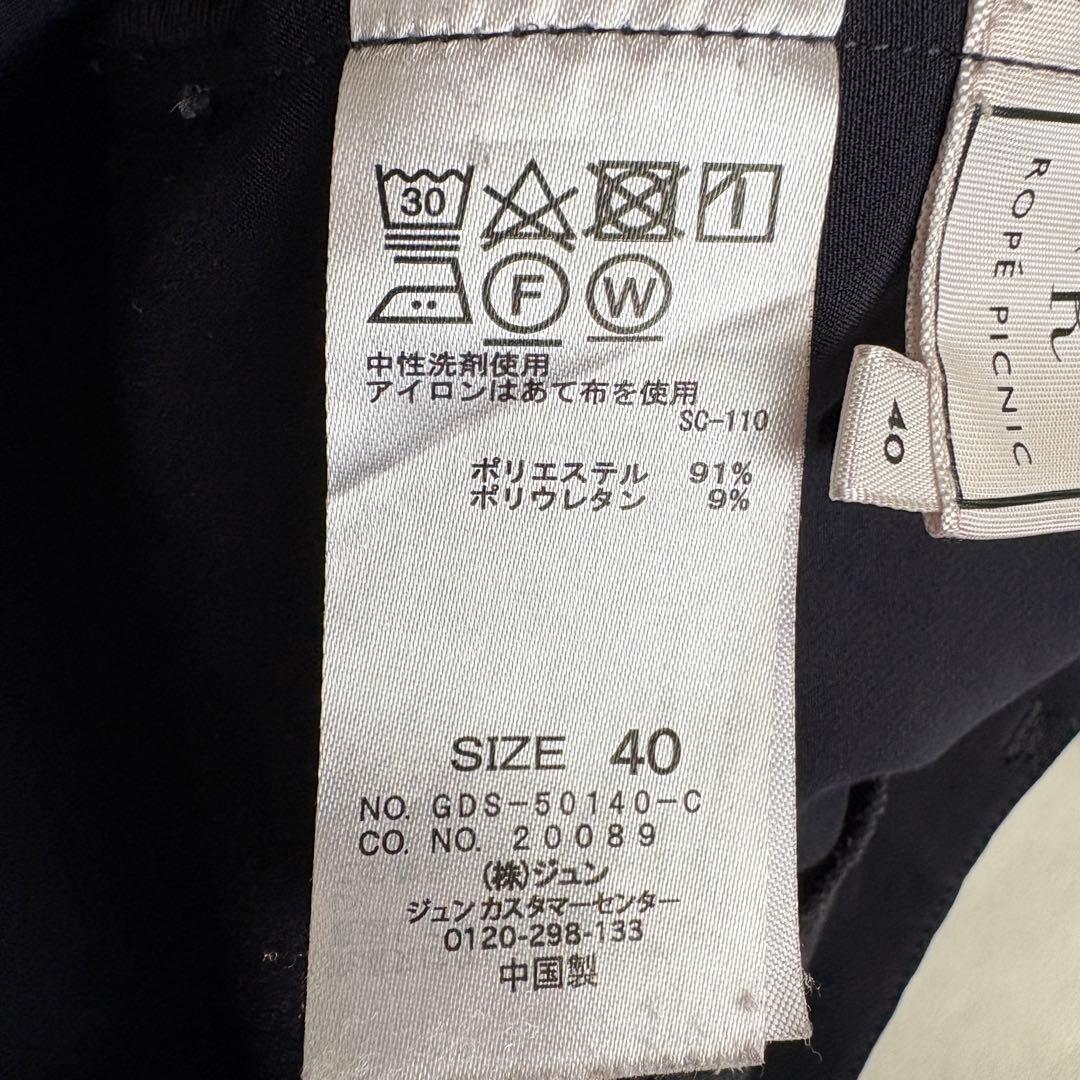 30
F W
中性洗剤使用
アイロンはあて布を使用
SC-110
ポリエステル 91%
ポリウレタン 9%
SIZE 40
NO. GDS-50140-C
CO. NO. 20089
(株)ジュン
ジュンカスタマーセンター
0120-298-133
中国製
R
ROPÉ PICNIC
40